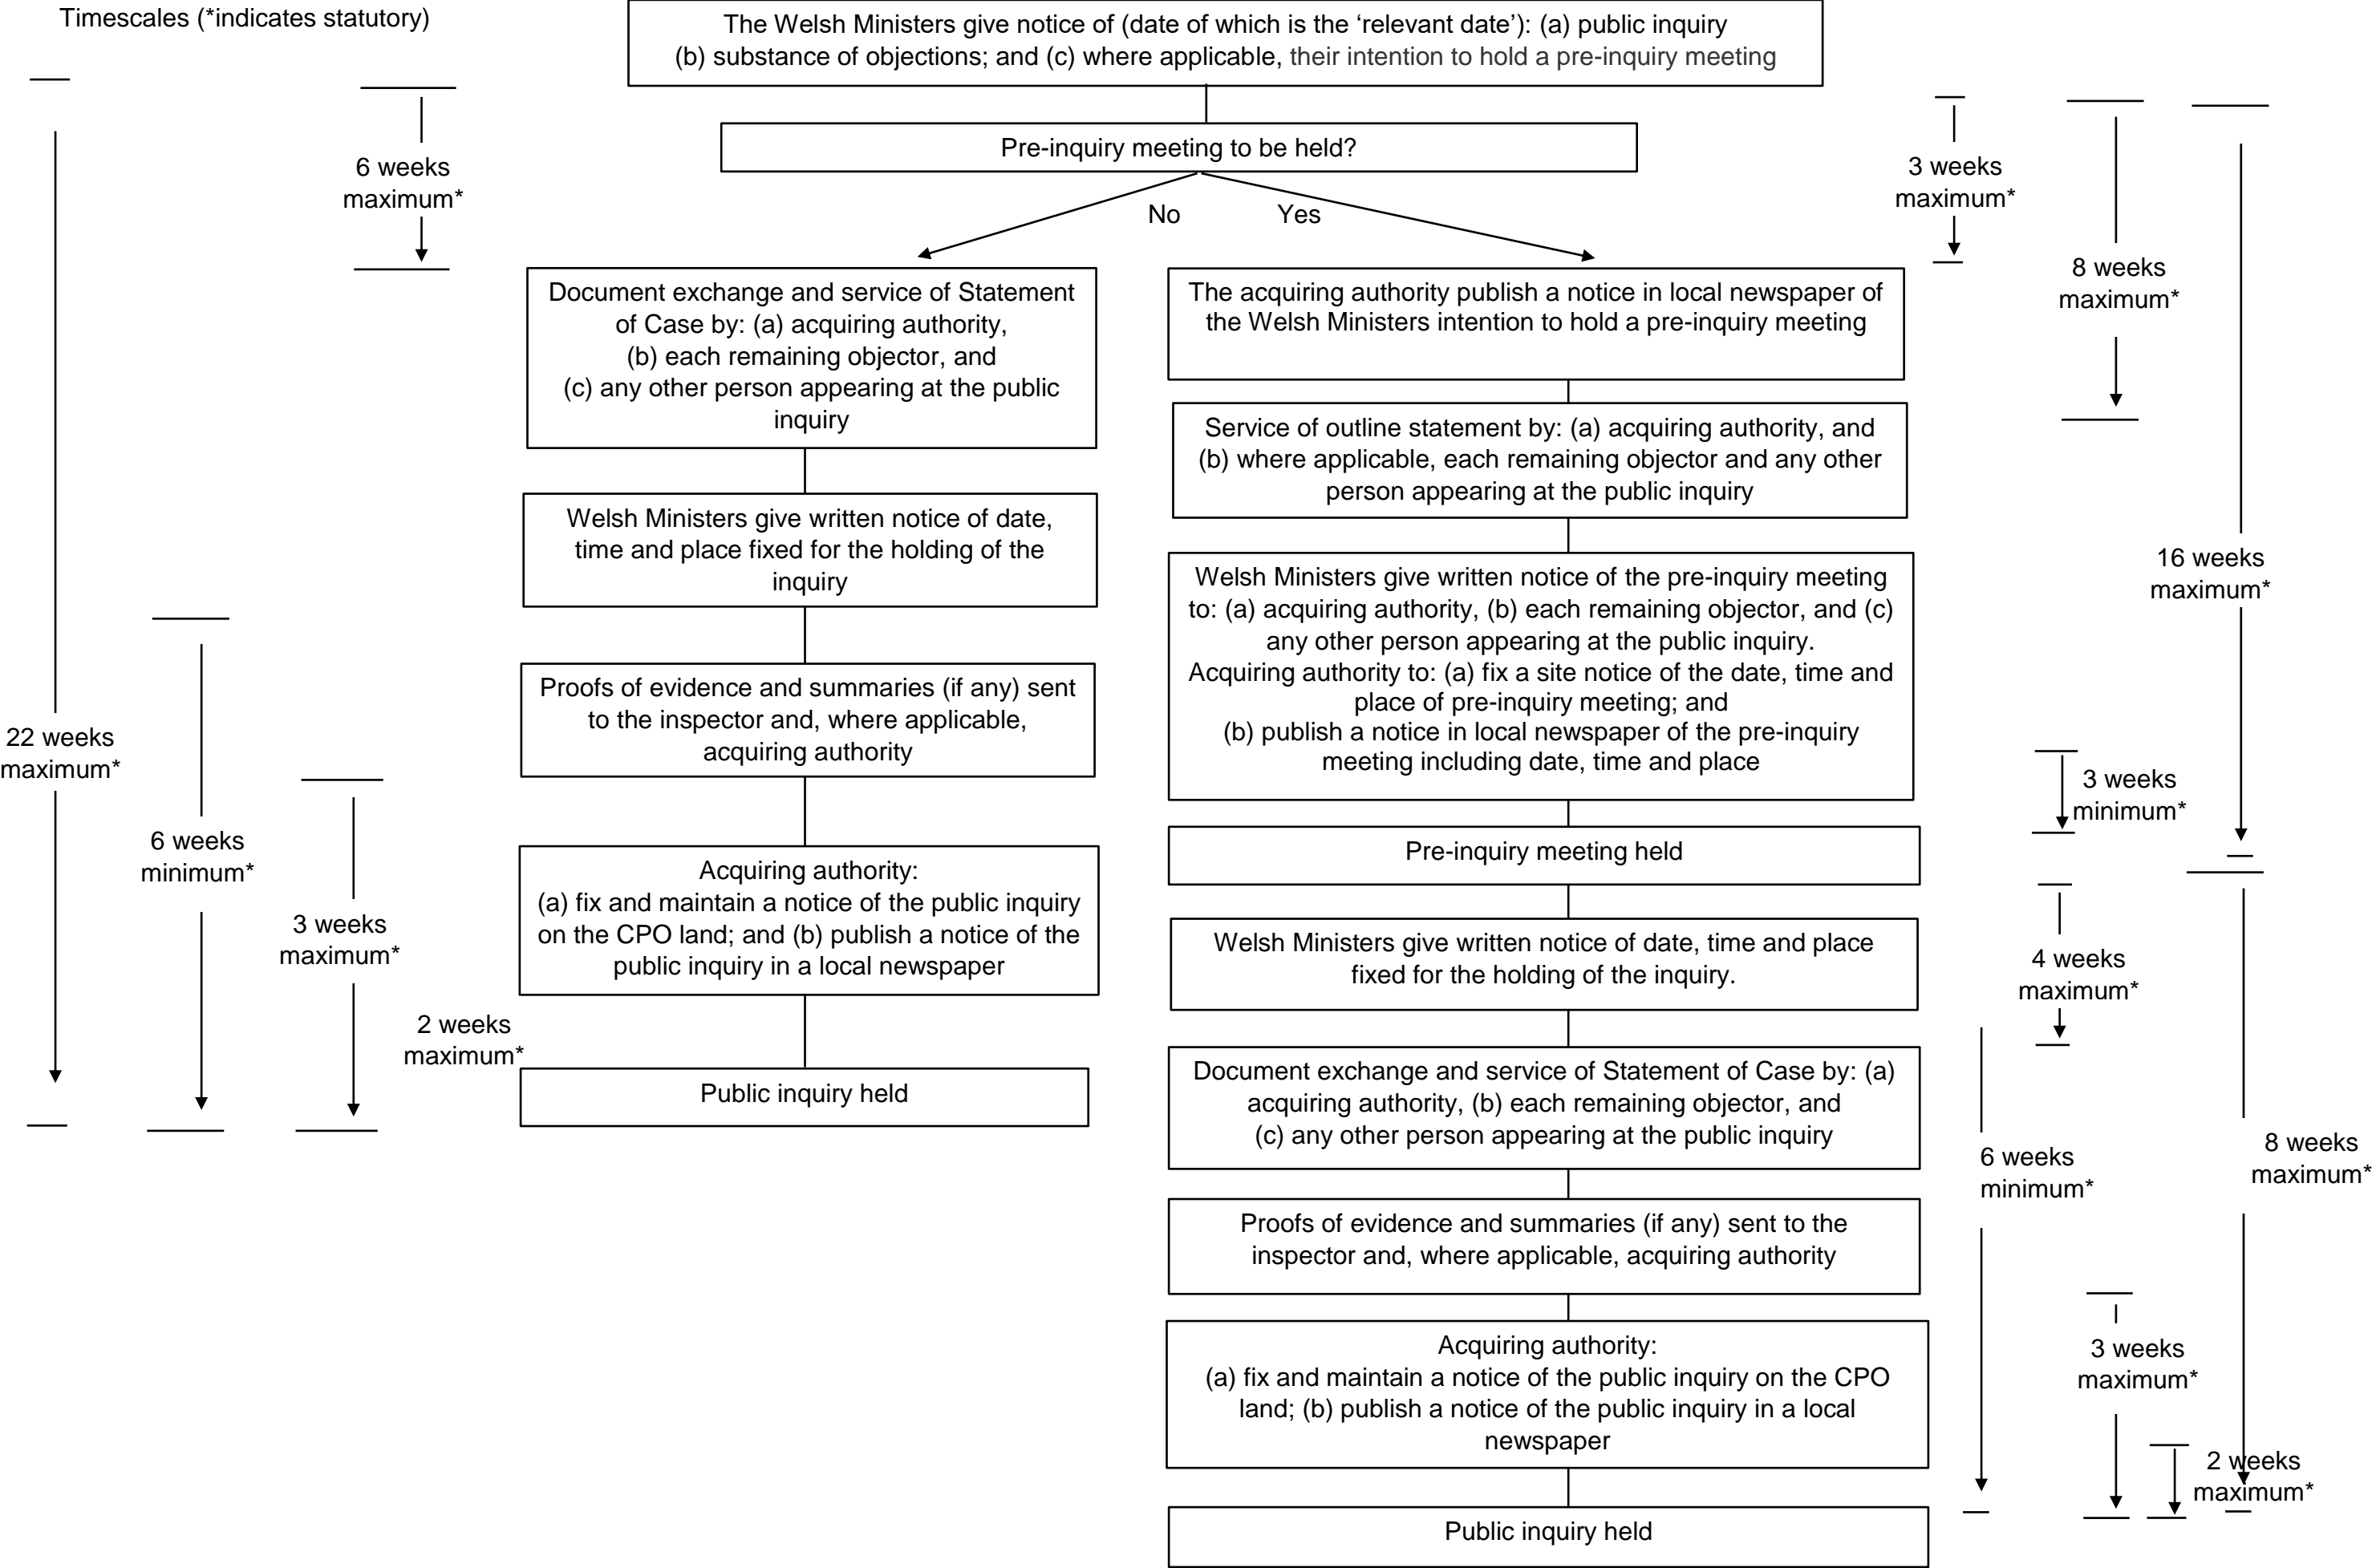 Timescales (*indicates statutory)
The Welsh Ministers give notice of (date of which is the ‘relevant date’): (a) public inquiry
(b) substance of objections; and (c) where applicable, their intention to hold a pre-inquiry meeting
Pre-inquiry meeting to be held?
No
Yes
6 weeks
maximum*
22 weeks
maximum*
6 weeks
minimum*
3 weeks
maximum*
2 weeks
maximum*
Document exchange and service of Statement
of Case by: (a) acquiring authority,
(b) each remaining objector, and
(c) any other person appearing at the public
inquiry
Welsh Ministers give written notice of date,
time and place fixed for the holding of the
inquiry
Proofs of evidence and summaries (if any) sent
to the inspector and, where applicable,
acquiring authority
Acquiring authority:
(a) fix and maintain a notice of the public inquiry
on the CPO land; and (b) publish a notice of the
public inquiry in a local newspaper
Public inquiry held
The acquiring authority publish a notice in local newspaper of
the Welsh Ministers intention to hold a pre-inquiry meeting
Service of outline statement by: (a) acquiring authority, and
(b) where applicable, each remaining objector and any other
person appearing at the public inquiry
Welsh Ministers give written notice of the pre-inquiry meeting
to: (a) acquiring authority, (b) each remaining objector, and (c)
any other person appearing at the public inquiry.
Acquiring authority to: (a) fix a site notice of the date, time and
place of pre-inquiry meeting; and
(b) publish a notice in local newspaper of the pre-inquiry
meeting including date, time and place
Pre-inquiry meeting held
Welsh Ministers give written notice of date, time and place
fixed for the holding of the inquiry.
Document exchange and service of Statement of Case by: (a)
acquiring authority, (b) each remaining objector, and
(c) any other person appearing at the public inquiry
Proofs of evidence and summaries (if any) sent to the
inspector and, where applicable, acquiring authority
Acquiring authority:
(a) fix and maintain a notice of the public inquiry on the CPO
land; (b) publish a notice of the public inquiry in a local
newspaper
Public inquiry held
3 weeks
maximum*
8 weeks
maximum*
16 weeks
maximum*
3 weeks
minimum*
4 weeks
maximum*
6 weeks
minimum*
8 weeks
maximum*
3 weeks
maximum*
2 weeks
maximum*